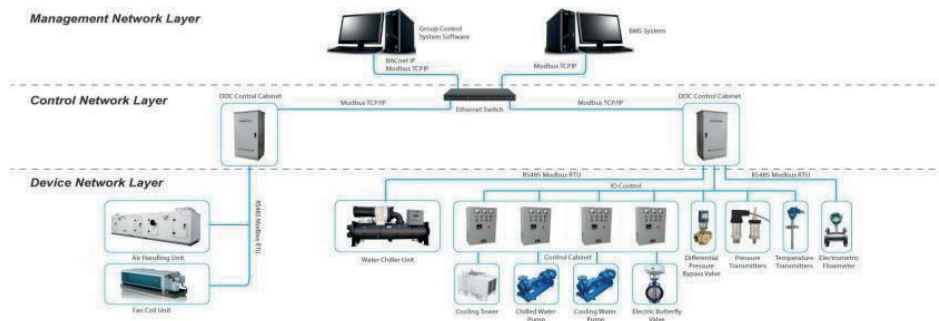 Management Network Layer
Group Control
System Software
BMS System
BACnet IP
Modbus TCPIP
Modbus TCPIP
Control Network Layer
DDC Control Cabinet
Modbus TCP/IP
Ethernet Switch
Modbus TCP/IP
DDC Control Cabinet
Device Network Layer
RS485 Modbus RTU
RS485 Modbus RTU
IO Control
RS485 Modbus RTU
Air Handling Unit
Fan Coil Unit
Water Chiller Unit
Control Cabinet
Cooling Tower
Chilled Water
Pump
Cooling Water
Pump
Electric Butterfly
Valve
Differential
Pressure
Bypass Valve
Pressure
Transmitters
Temperature
Transmitters
Electrometric
Flowmeter